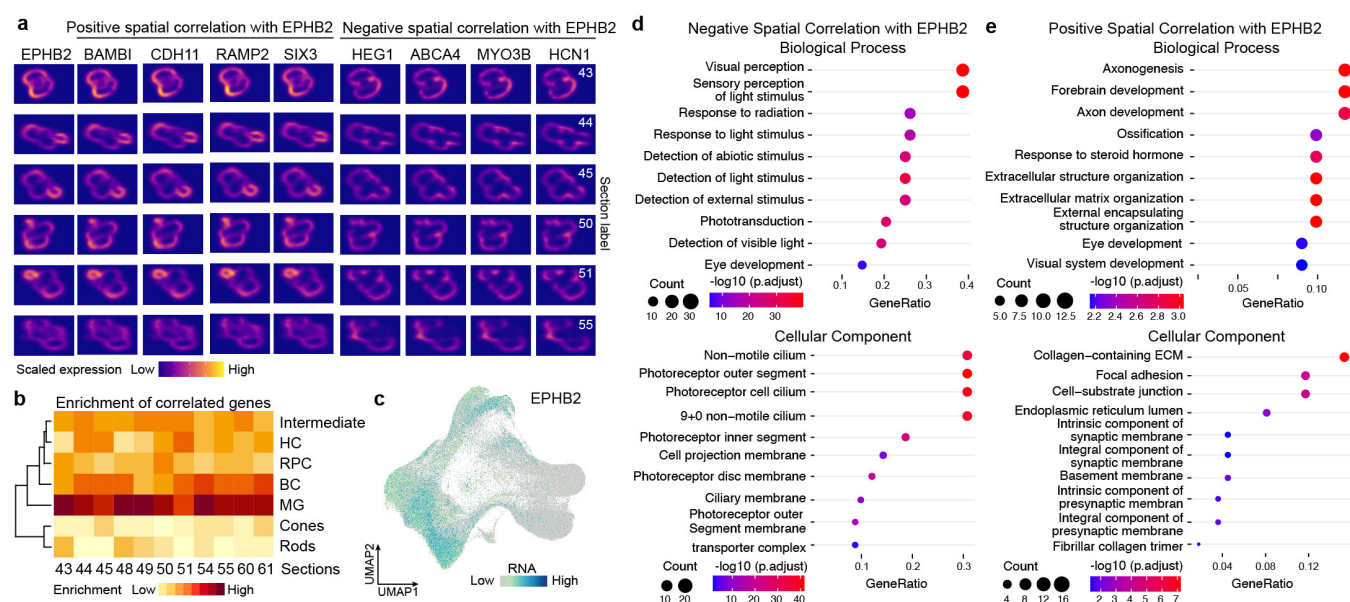 a
Positive spatial correlation with EPHB2
Negative spatial correlation with EPHB2
EPHB2 BAMBI CDH11 RAMP2 SIX3 HEG1 ABCA4 MYO3B HCN1
43
44
45
50
51
55
Section label
Scaled expression Low High
b
Enrichment of correlated genes
Intermediate
HC
RPC
BC
MG
Cones
Rods
43 44 45 48 49 50 51 54 55 60 61 Sections
Enrichment Low High
c
EPHB2
UMAP2
UMAP1
RNA
Low High
d
Negative Spatial Correlation with EPHB2
Biological Process
Visual perception
Sensory perception
of light stimulus
Response to radiation
Response to light stimulus
Detection of abiotic stimulus
Detection of light stimulus
Detection of external stimulus
Phototransduction
Detection of visible light
Eye development
0.1 0.2 0.3 0.4
GeneRatio
Count
10 20 30
-log10 (p.adjust)
10 20 30
Cellular Component
Non-motile cilium
Photoreceptor outer segment
Photoreceptor cell cilium
9+0 non-motile cilium
Photoreceptor inner segment
Cell projection membrane
Photoreceptor disc membrane
Ciliary membrane
Photoreceptor outer
Segment membrane
transporter complex
0.1 0.2 0.3
GeneRatio
Count
10 20
-log10 (p.adjust)
10 20 30 40
e
Positive Spatial Correlation with EPHB2
Biological Process
Axonogenesis
Forebrain development
Axon development
Ossification
Response to steroid hormone
Extracellular structure organization
Extracellular matrix organization
External encapsulating
structure organization
Eye development
Visual system development
0.05 0.10
GeneRatio
Count
5.0 7.5 10.0 12.5
-log10 (p.adjust)
2.2 2.4 2.6 2.8 3.0
Cellular Component
Collagen-containing ECM
Focal adhesion
Cell-substrate junction
Endoplasmic reticulum lumen
Intrinsic component of
synaptic membrane
Integral component of
synaptic membrane
Basement membrane
Intrinsic component of
presynaptic membran
Integral component of
presynaptic membrane
Fibrillar collagen trimer
0.04 0.08 0.12
GeneRatio
Count
4 8 12 16
-log10 (p.adjust)
2 3 4 5 6 7